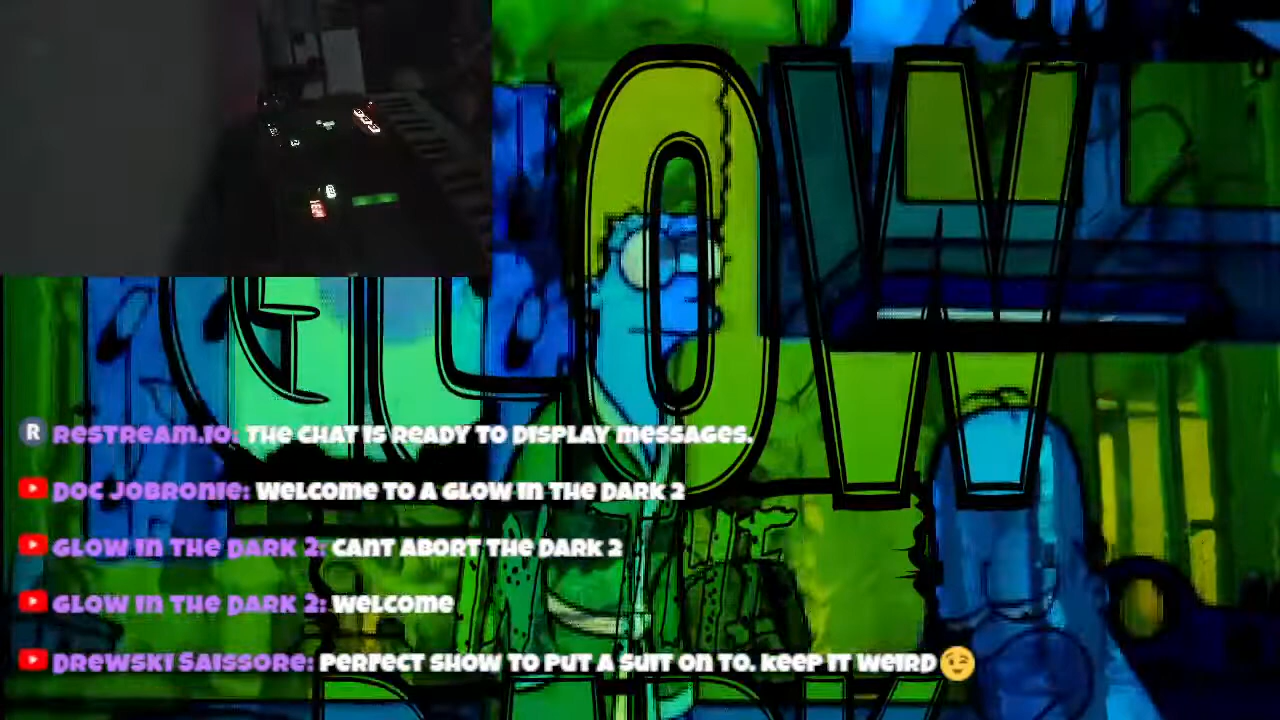 GLOW
RESTREAM.IO: THE CHAT IS READY TO DISPLAY MESSAGES.
DOC JOBRONIE: WELCOME TO A GLOW IN THE DARK 2
GLOW IN THE DARK 2: CANT ABORT THE DARK 2
GLOW IN THE DARK 2: WELCOME
DREWSKI SAISSORE: PERFECT SHOW TO PUT A SUIT ON TO. KEEP IT WEIRD😉